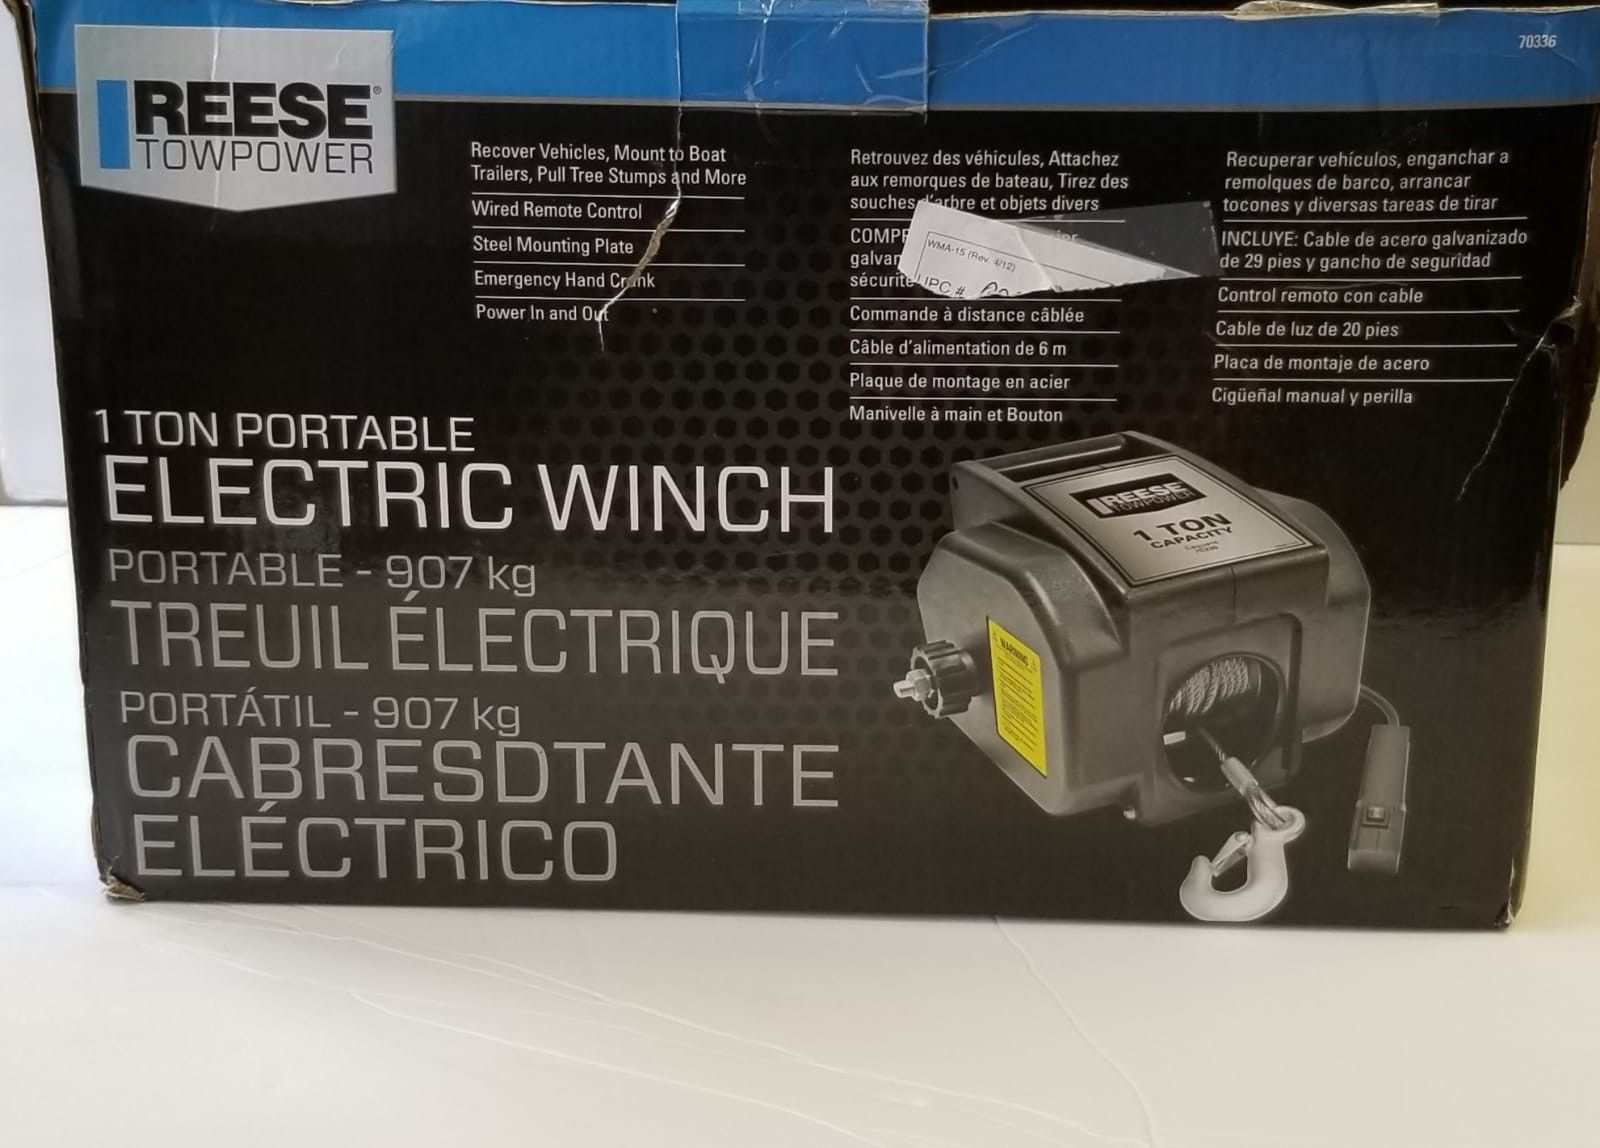 70336
REESE®
TOWPOWER
Recover Vehicles, Mount to Boat
Trailers, Pull Tree Stumps and More
Wired Remote Control
Steel Mounting Plate
Emergency Hand Crank
Power In and Out
Retrouvez des véhicules, Attachez
aux remorques de bateau, Tirez des
souches d'arbre et objets divers
galvan
sécurité
Commande à distance câblée
Câble d'alimentation de 6 m
Plaque de montage en acier
Manivelle à main et Bouton
WMA-15 (Rev. 4/12)
UPC #
Recuperar vehículos, enganchar a
remolques de barco, arrancar
tocones y diversas tareas de tirar
INCLUYE: Cable de acero galvanizado
de 29 pies y gancho de seguridad
Control remoto con cable
Cable de luz de 20 pies
Placa de montaje de acero
Cigüeñal manual y perilla
1 TON PORTABLE
ELECTRIC WINCH
PORTABLE - 907 kg
TREUIL ÉLECTRIQUE
PORTÁTIL - 907 kg
CABRESDTANTE
ELÉCTRICO
REESE
TOWPOWER
1 TON
CAPACITY
70336
WARNING